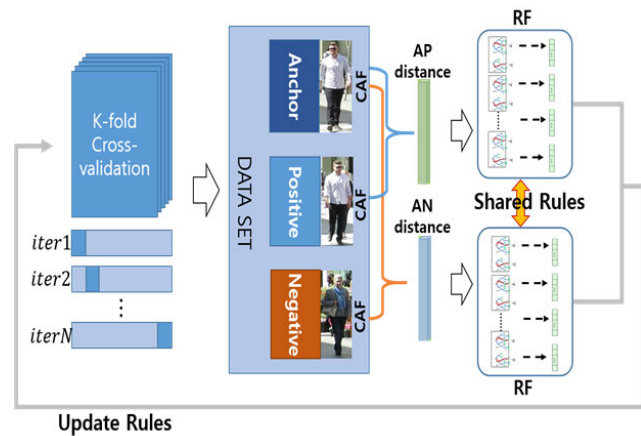 K-fold
Cross-
validation
iter1
iter2
⋮
iterN
DATA SET
Anchor
CAF
Positive
CAF
Negative
CAF
AP
distance
AN
distance
RF
Shared Rules
RF
Update Rules